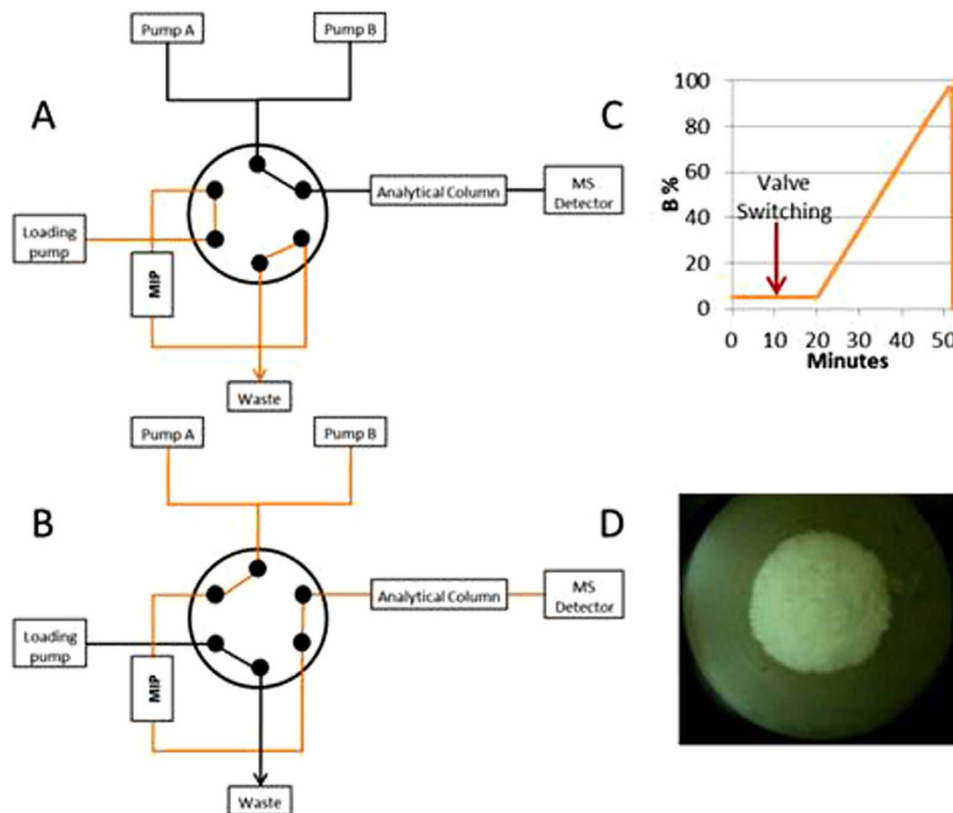 Pump A
Pump B
A
Loading
pump
MIP
Analytical Column
MS
Detector
Waste
C
100
80
60
40
20
0
B %
Valve
Switching
0
10
20
30
40
50
Minutes
Pump A
Pump B
B
Loading
pump
MIP
Analytical Column
MS
Detector
Waste
D